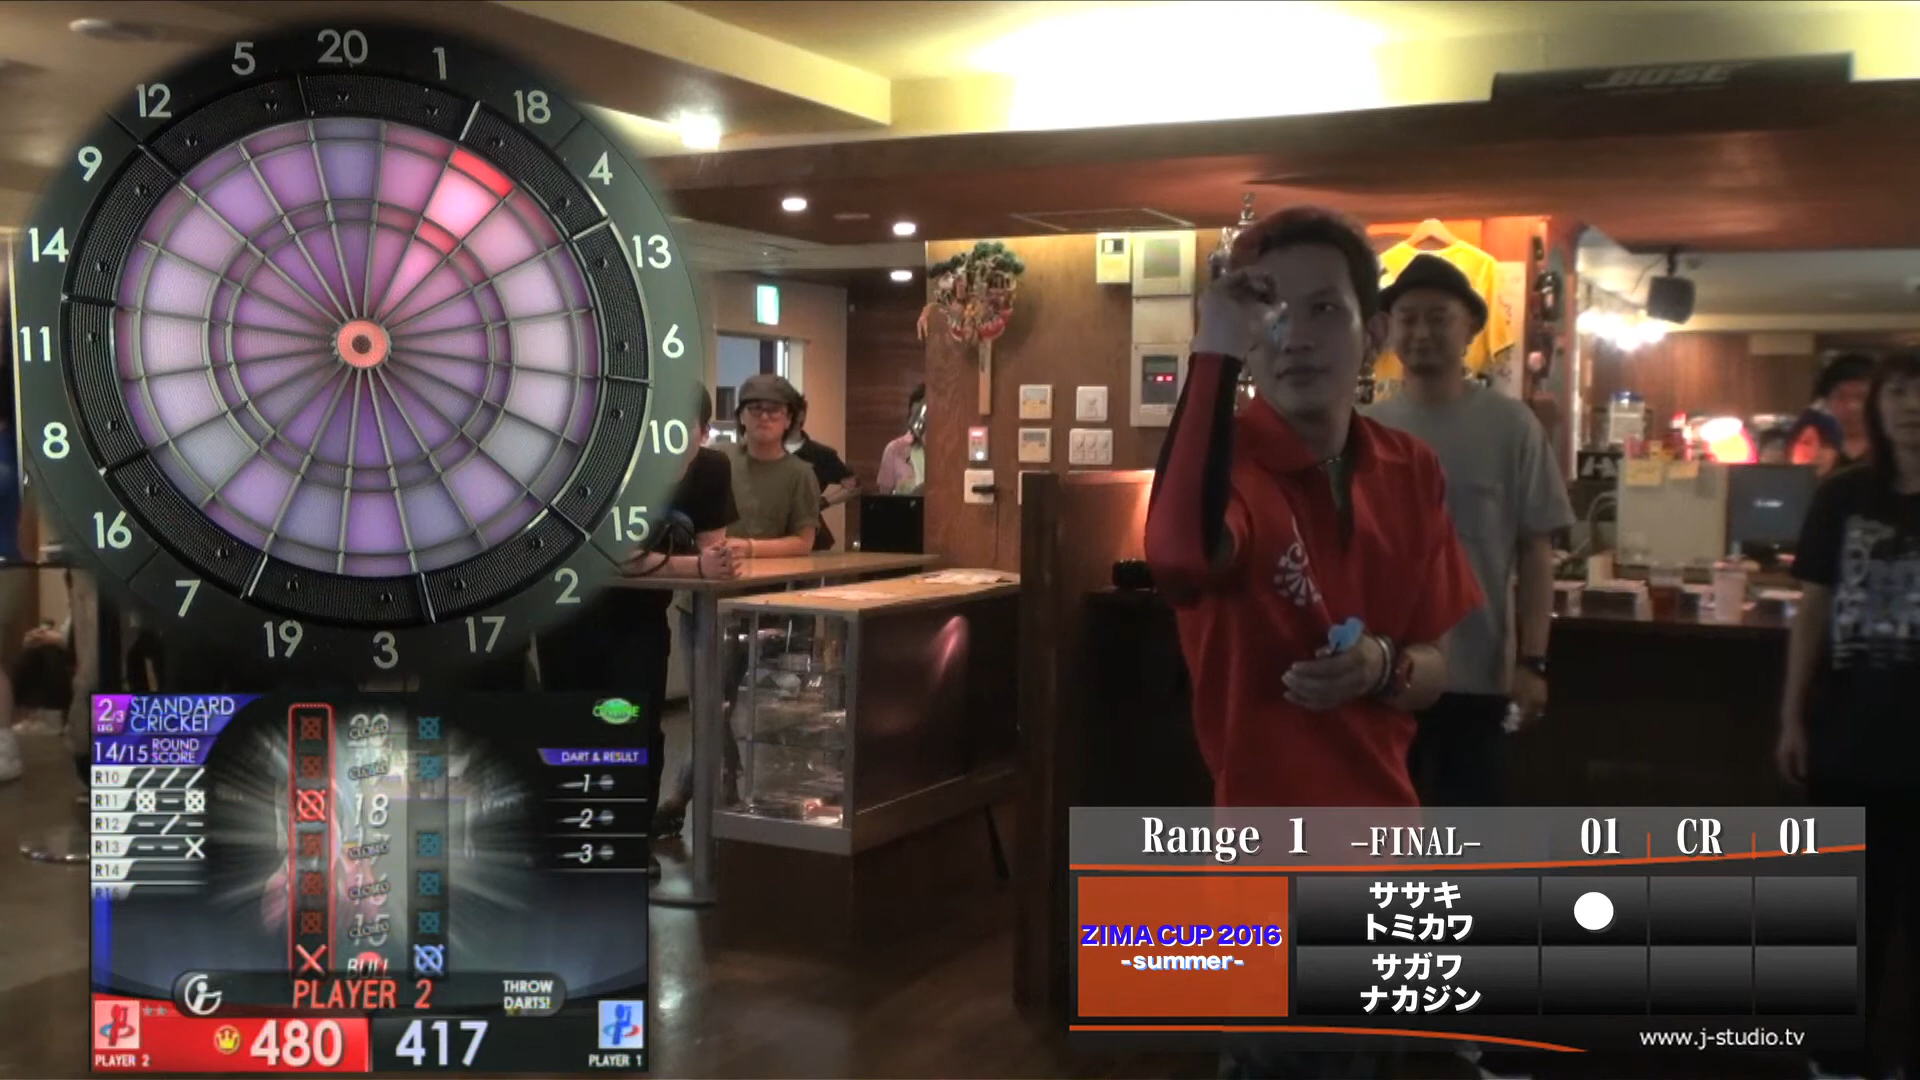 20
1
18
4
13
6
10
15
2
17
3
19
7
16
8
11
14
9
12
5
BOSE
2/3 LEG
STANDARD CRICKET
14/15 ROUND SCORE
R10
R11
R12
R13
R14
18
BULL
DART & RESULT
1
2
3
PLAYER 2
THROW DARTS!
480
417
PLAYER 2
PLAYER 1
Range 1 -FINAL- 01 CR 01
ZIMA CUP 2016
-summer-
ササキ
トミカワ
サガワ
ナカジン
www.j-studio.tv